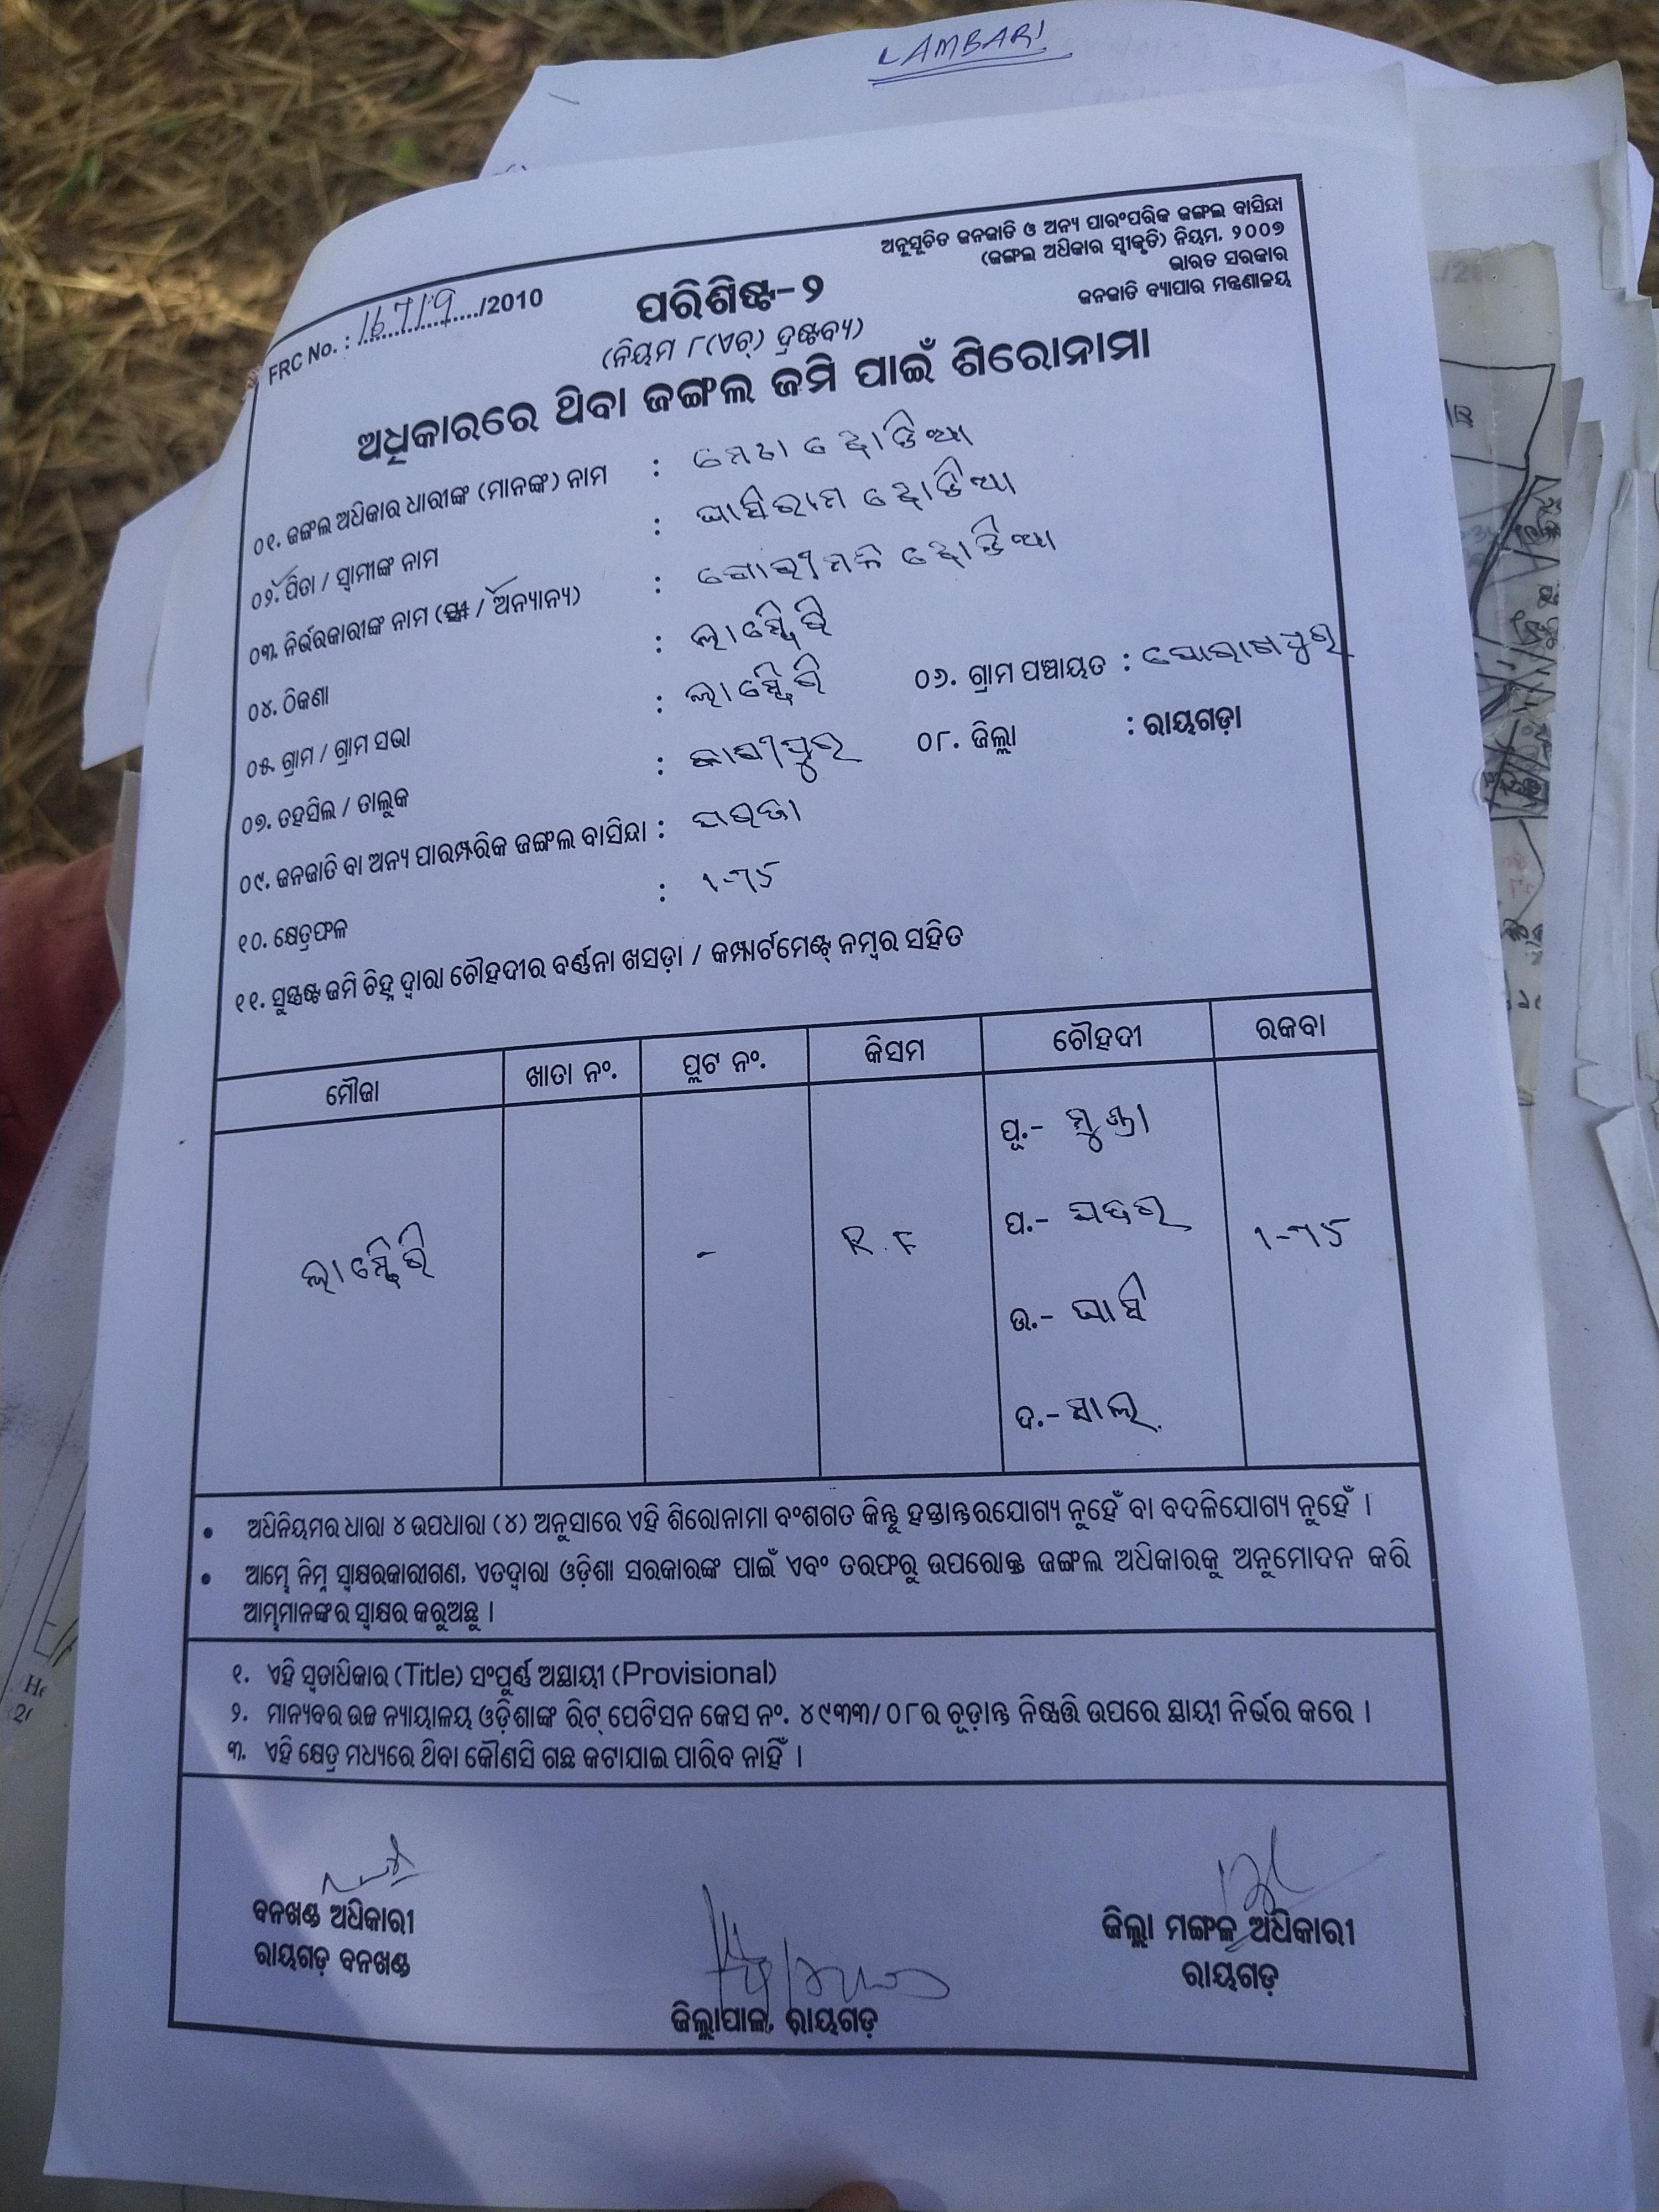 LAMBARI
ଅନୁସୂଚିତ ଜନଜାତି ଓ ଅନ୍ୟ ପାରଂପରିକ ଜଙ୍ଗଲ ବାସିନ୍ଦା
(ଜଙ୍ଗଲ ଅଧିକାର ସ୍ୱୀକୃତି) ନିୟମ, ୨୦୦୭
ଭାରତ ସରକାର
ଜନଜାତି ବ୍ୟାପାର ମନ୍ତ୍ରଣାଳୟ
FRC No. : 16719/2010
ପରିଶିଷ୍ଟ-୨
(ନିୟମ ୮(ଏଚ୍) ଦ୍ରଷ୍ଟବ୍ୟ)
ଅଧିକାରରେ ଥିବା ଜଙ୍ଗଲ ଜମି ପାଇଁ ଶିରୋନାମା
୦୧. ଜଙ୍ଗଲ ଅଧିକାର ଧାରୀଙ୍କ (ମାନଙ୍କ) ନାମ :
୦୨. ପିତା / ସ୍ୱାମୀଙ୍କ ନାମ : ଘାସିରାମ ଝୋଡିଆ
୦୩. ନିର୍ଭରକାରୀଙ୍କ ନାମ (ସ୍ତ୍ରୀ / ଅନ୍ୟାନ୍ୟ) : ଝୋଡିଆ
୦୪. ଠିକଣା : ଲାମ୍ବେରି
୦୫. ଗ୍ରାମ / ଗ୍ରାମ ସଭା : ଲାମ୍ବେରି ୦୬. ଗ୍ରାମ ପଞ୍ଚାୟତ : ଗୋରଖପୁର
୦୭. ତହସିଲ / ତାଲୁକ : କାଶୀପୁର ୦୮. ଜିଲ୍ଲା : ରାୟଗଡ଼ା
୦୯. ଜନଜାତି ବା ଅନ୍ୟ ପାରମ୍ପରିକ ଜଙ୍ଗଲ ବାସିନ୍ଦା : ପରଜା
୧୦. କ୍ଷେତ୍ରଫଳ : 1-75
୧୧. ସୁସ୍ପଷ୍ଟ ଜମି ଚିହ୍ନ ଦ୍ୱାରା ଚୌହଦୀର ବର୍ଣ୍ଣନା ଖସଡ଼ା / କମ୍ପାର୍ଟମେଣ୍ଟ୍ ନମ୍ବର ସହିତ
ମୌଜା ଖାତା ନଂ. ପ୍ଲଟ ନଂ. କିସମ ଚୌହଦୀ ରକବା
ପୂ.- ମୁଣ୍ଡା
ପ.-
ଲାମ୍ବେରି - R.F 1-75
ଉ.- ଘାସି
ଦ.- ସାଲ
• ଅଧିନିୟମର ଧାରା ୪ ଉପଧାରା (୪) ଅନୁସାରେ ଏହି ଶିରୋନାମା ବଂଶଗତ କିନ୍ତୁ ହସ୍ତାନ୍ତରଯୋଗ୍ୟ ନୁହେଁ ବା ବଦଳିଯୋଗ୍ୟ ନୁହେଁ ।
• ଆମ୍ଭେ ନିମ୍ନ ସ୍ୱାକ୍ଷରକାରୀଗଣ, ଏତଦ୍ୱାରା ଓଡ଼ିଶା ସରକାରଙ୍କ ପାଇଁ ଏବଂ ତରଫରୁ ଉପରୋକ୍ତ ଜଙ୍ଗଲ ଅଧିକାରକୁ ଅନୁମୋଦନ କରି
ଆମ୍ଭମାନଙ୍କର ସ୍ୱାକ୍ଷର କରୁଅଛୁ ।
୧. ଏହି ସ୍ୱତ୍ତାଧିକାର (Title) ସଂପୂର୍ଣ୍ଣ ଅସ୍ଥାୟୀ (Provisional)
୨. ମାନ୍ୟବର ଉଚ୍ଚ ନ୍ୟାୟାଳୟ ଓଡ଼ିଶାଙ୍କ ରିଟ୍ ପେଟିସନ କେସ ନଂ. ୪୯୩୩/୦୮ର ଚୂଡ଼ାନ୍ତ ନିଷ୍ପତ୍ତି ଉପରେ ସ୍ଥାୟୀ ନିର୍ଭର କରେ ।
୩. ଏହି କ୍ଷେତ୍ର ମଧ୍ୟରେ ଥିବା କୌଣସି ଗଛ କଟାଯାଇ ପାରିବ ନାହିଁ ।
ବନଖଣ୍ଡ ଅଧିକାରୀ
ରାୟଗଡ଼ ବନଖଣ୍ଡ
ଜିଲ୍ଲାପାଳ, ରାୟଗଡ଼
ଜିଲ୍ଲା ମଙ୍ଗଳ ଅଧିକାରୀ
ରାୟଗଡ଼